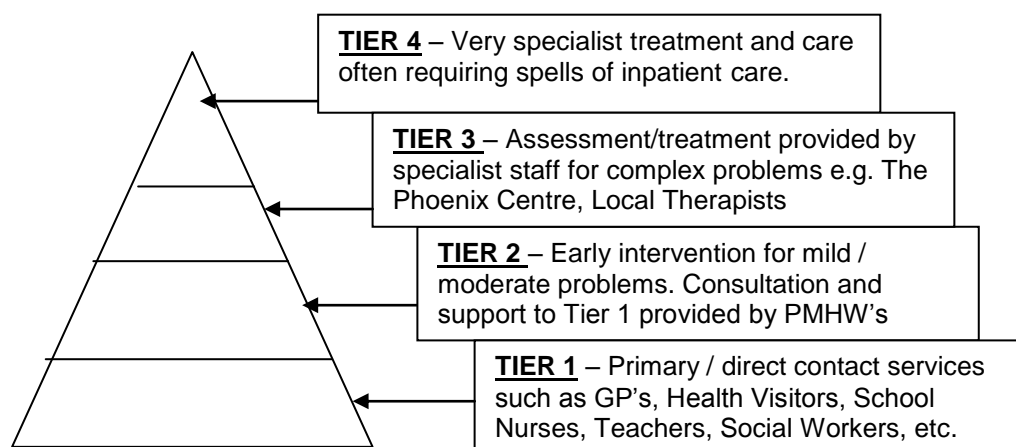 TIER 4 – Very specialist treatment and care
often requiring spells of inpatient care.
TIER 3 – Assessment/treatment provided by
specialist staff for complex problems e.g. The
Phoenix Centre, Local Therapists
TIER 2 – Early intervention for mild /
moderate problems. Consultation and
support to Tier 1 provided by PMHW’s
TIER 1 – Primary / direct contact services
such as GP’s, Health Visitors, School
Nurses, Teachers, Social Workers, etc.